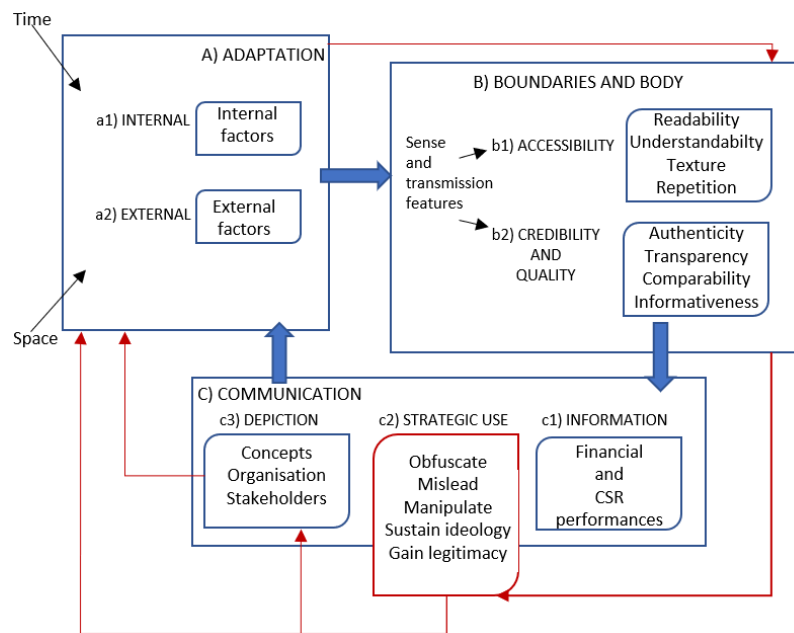 Time
A) ADAPTATION
a1) INTERNAL
Internal
factors
a2) EXTERNAL
External
factors
Space
B) BOUNDARIES AND BODY
Sense
and
transmission
features
b1) ACCESSIBILITY
Readability
Understandabilty
Texture
Repetition
b2) CREDIBILITY
AND
QUALITY
Authenticity
Transparency
Comparability
Informativeness
C) COMMUNICATION
c3) DEPICTION
Concepts
Organisation
Stakeholders
c2) STRATEGIC USE
Obfuscate
Mislead
Manipulate
Sustain ideology
Gain legitimacy
c1) INFORMATION
Financial
and
CSR
performances